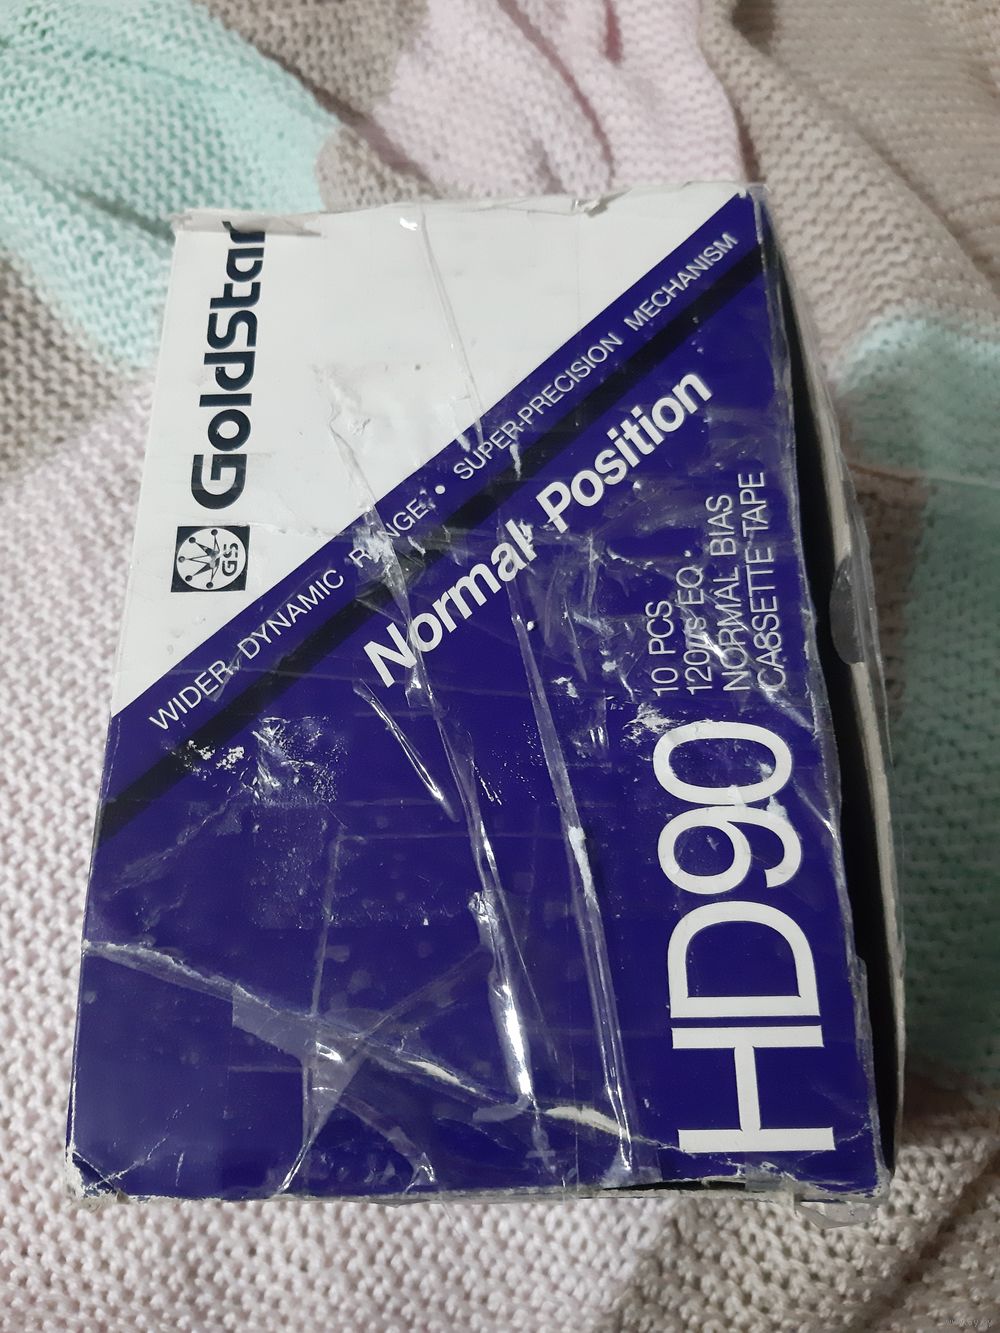 GoldStar
GS
WIDER DYNAMIC RANGE • SUPER-PRECISION MECHANISM
Normal Position
HD90
10 PCS
120µs EQ.
NORMAL BIAS
CASSETTE TAPE